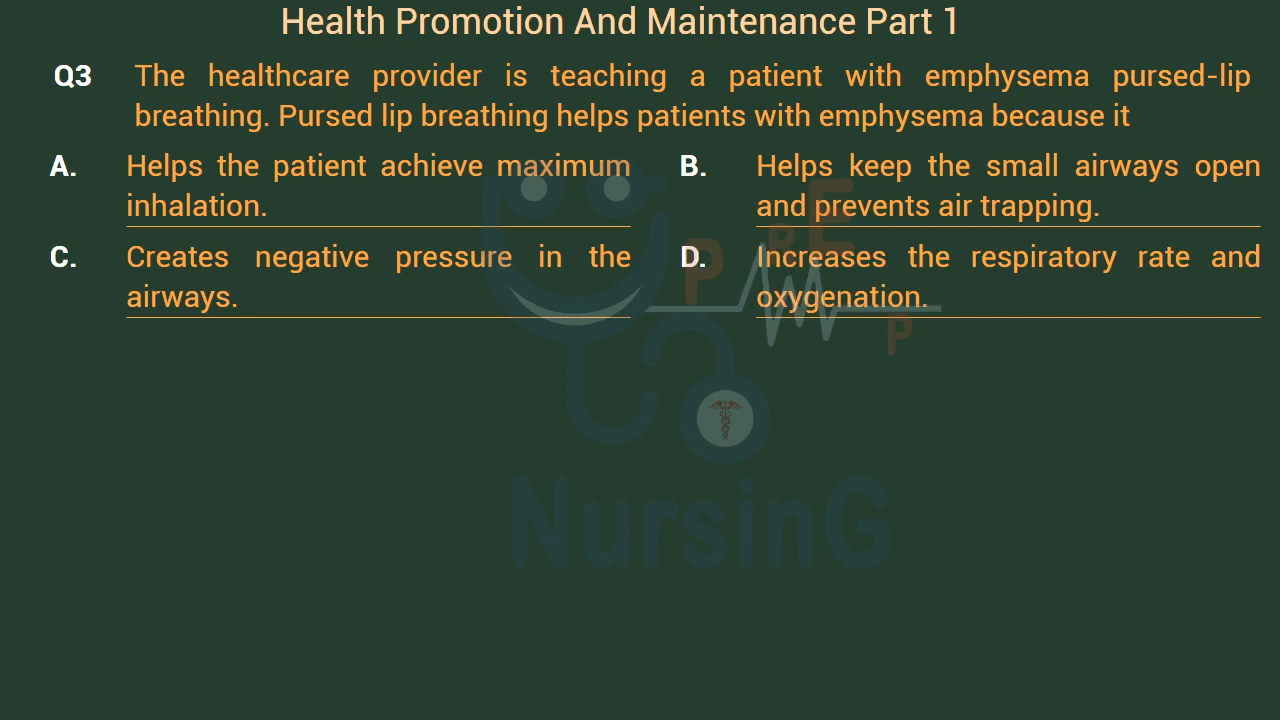 Health Promotion And Maintenance Part 1
Q3 The healthcare provider is teaching a patient with emphysema pursed-lip
breathing. Pursed lip breathing helps patients with emphysema because it
A. Helps the patient achieve maximum
inhalation.
B. Helps keep the small airways open
and prevents air trapping.
C. Creates negative pressure in the
airways.
D. Increases the respiratory rate and
oxygenation.
PREP
NursinG